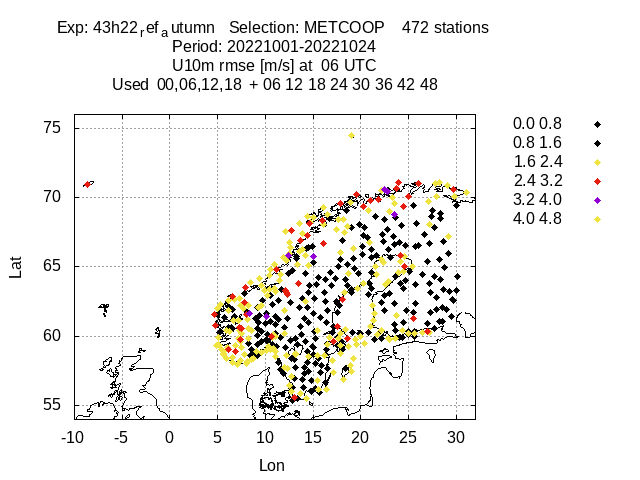 Exp: 43h22refautumn Selection: METCOOP 472 stations
Period: 20221001-20221024
U10m rmse [m/s] at 06 UTC
Used 00,06,12,18 + 06 12 18 24 30 36 42 48
0.0 0.8
0.8 1.6
1.6 2.4
2.4 3.2
3.2 4.0
4.0 4.8
75
70
65
60
55
Lat
-10 -5 0 5 10 15 20 25 30
Lon